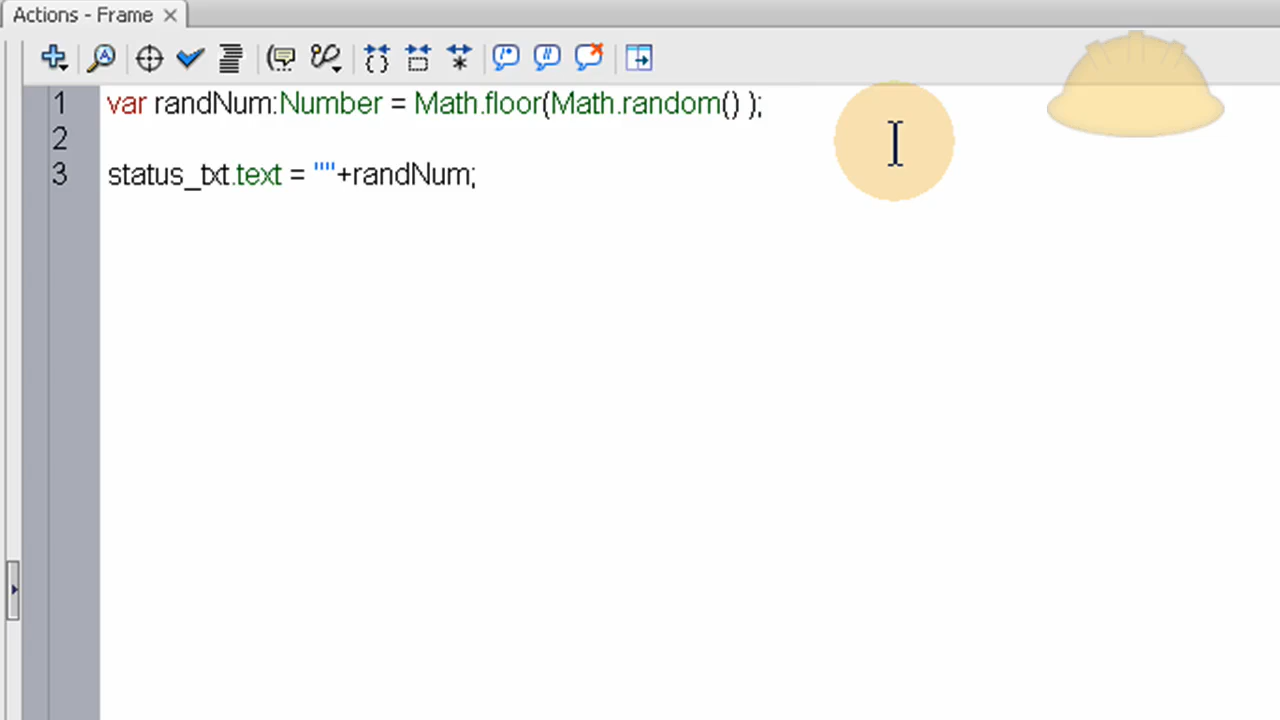 Actions - Frame
1 var randNum:Number = Math.floor(Math.random() );
2
3 status_txt.text = ""+randNum;